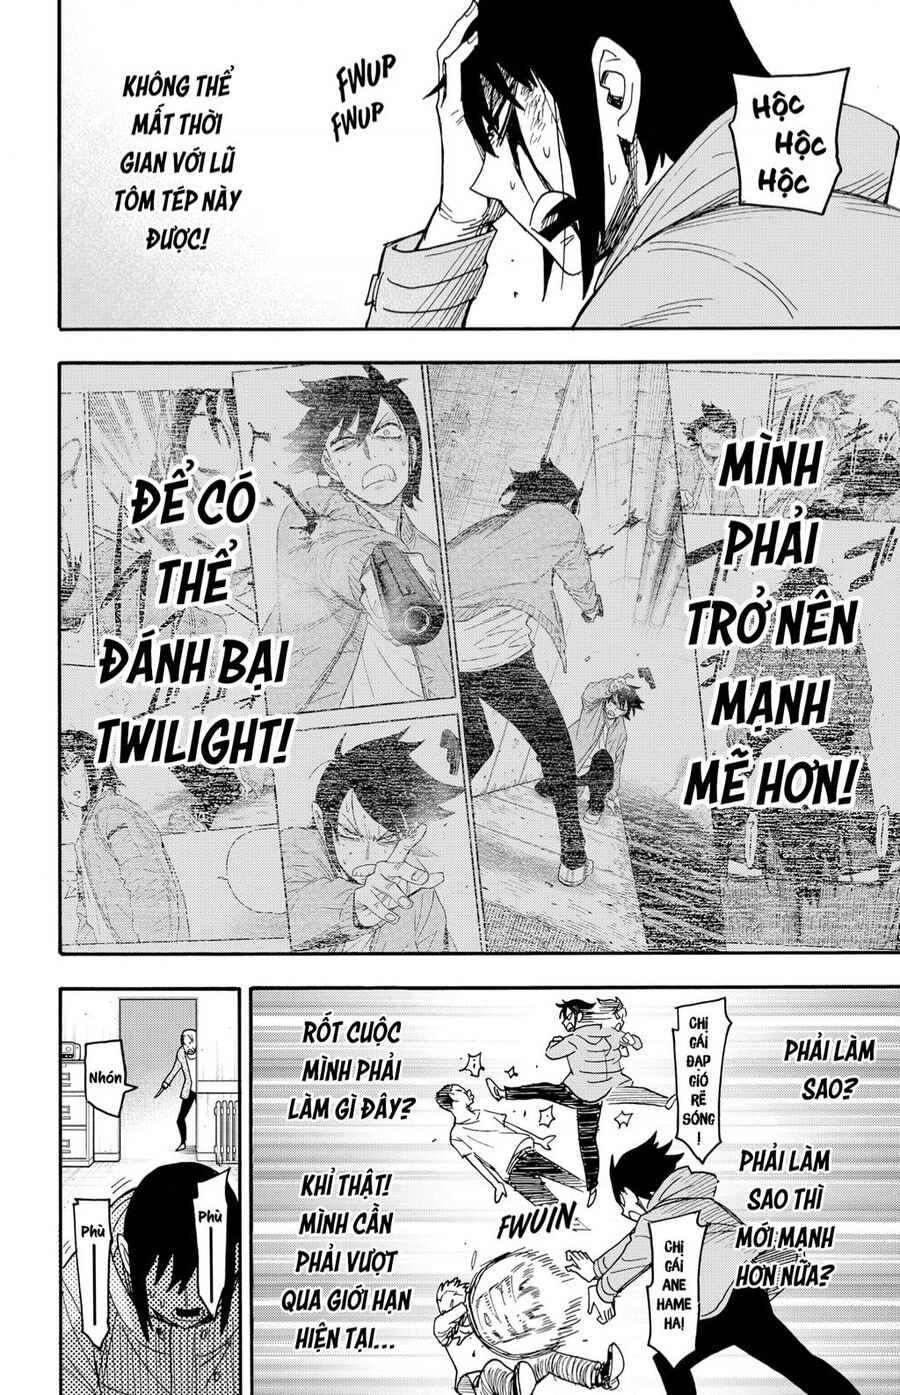 HỘC
HỘC
HỘC
FWUP
FWUP
KHÔNG THỂ
MẤT THỜI
GIAN VỚI LŨ
TÔM TÉP NÀY
ĐƯỢC!
MÌNH
PHẢI
TRỞ NÊN
MẠNH
MẼ HƠN!
ĐỂ CÓ
THỂ
ĐÁNH BẠI
TWILIGHT!
PHẢI LÀM
SAO?
PHẢI LÀM
SAO THÌ
MỚI MẠNH
HƠN NỮA?
CHỊ
GÁI
ĐẠP
GIÓ
RẼ
SÓNG
!
CHỊ
GÁI
ANE
HAME
HA!
FWUIN
RỐT CUỘC
MÌNH PHẢI
LÀM GÌ ĐÂY?
KHỈ THẬT!
MÌNH CẦN
PHẢI VƯỢT
QUA GIỚI HẠN
HIỆN TẠI...
Nhón
Phù
Phù